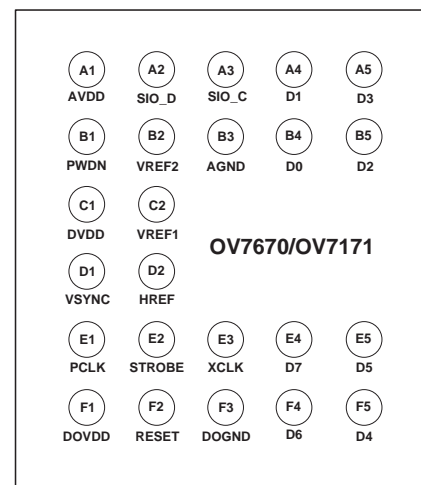 A1 A2 A3 A4 A5
AVDD SIO_D SIO_C D1 D3
B1 B2 B3 B4 B5
PWDN VREF2 AGND D0 D2
C1 C2
DVDD VREF1
OV7670/OV7171
D1 D2
VSYNC HREF
E1 E2 E3 E4 E5
PCLK STROBE XCLK D7 D5
F1 F2 F3 F4 F5
DOVDD RESET DOGND D6 D4